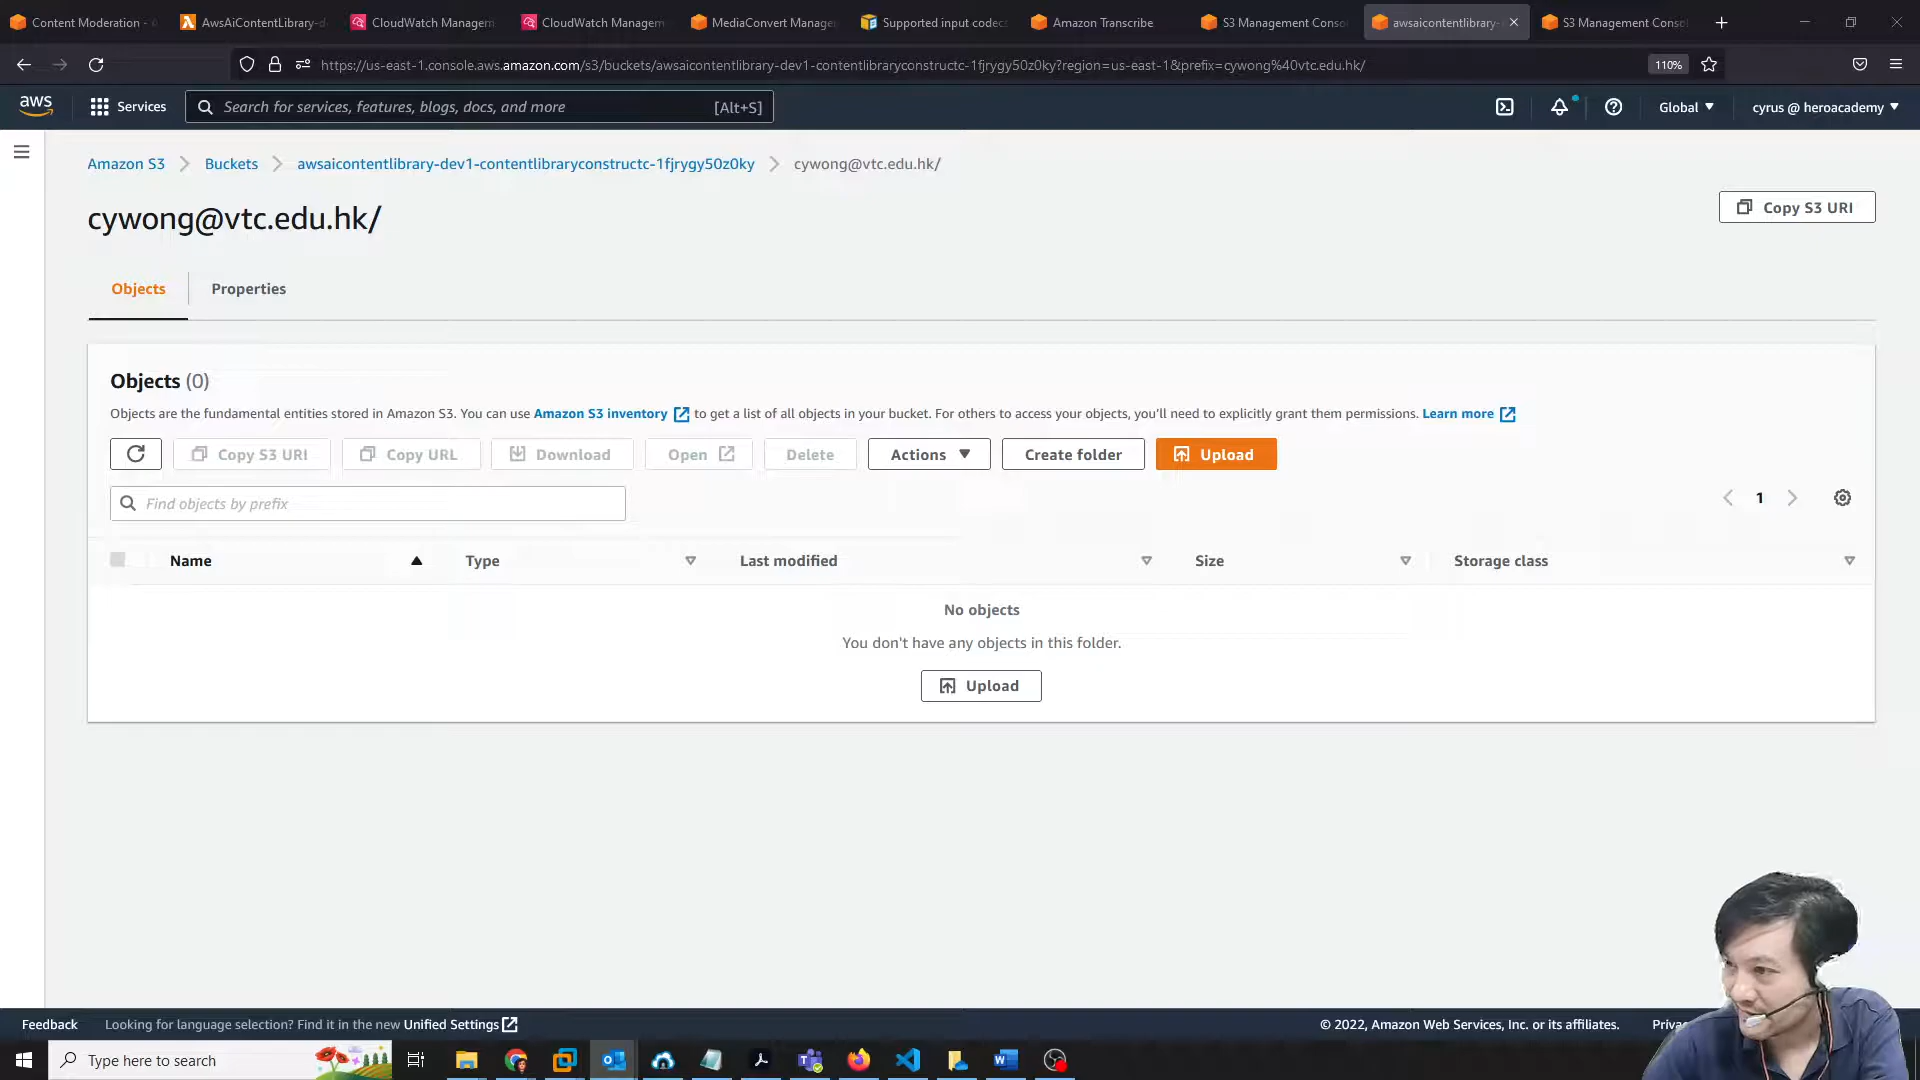 Content Moderation -
AwsAiContentLibrary-d
CloudWatch Managem
CloudWatch Managem
MediaConvert Manage
Supported input codec
Amazon Transcribe
S3 Management Conso
awsaicontentlibrary-
S3 Management Conso
https://us-east-1.console.aws.amazon.com/s3/buckets/awsaicontentlibrary-dev1-contentlibraryconstructc-1fjrygy50z0ky?region=us-east-1&prefix=cywong%40vtc.edu.hk/
110%
aws
Services
Search for services, features, blogs, docs, and more
[Alt+S]
Global
cyrus @ heroacademy
Amazon S3
Buckets
awsaicontentlibrary-dev1-contentlibraryconstructc-1fjrygy50z0ky
cywong@vtc.edu.hk/
cywong@vtc.edu.hk/
Copy S3 URI
Objects
Properties
Objects (0)
Objects are the fundamental entities stored in Amazon S3. You can use Amazon S3 inventory to get a list of all objects in your bucket. For others to access your objects, you'll need to explicitly grant them permissions. Learn more
Copy S3 URI
Copy URL
Download
Open
Delete
Actions
Create folder
Upload
Find objects by prefix
1
Name
Type
Last modified
Size
Storage class
No objects
You don't have any objects in this folder.
Upload
Feedback
Looking for language selection? Find it in the new Unified Settings
© 2022, Amazon Web Services, Inc. or its affiliates.
Priva
Type here to search